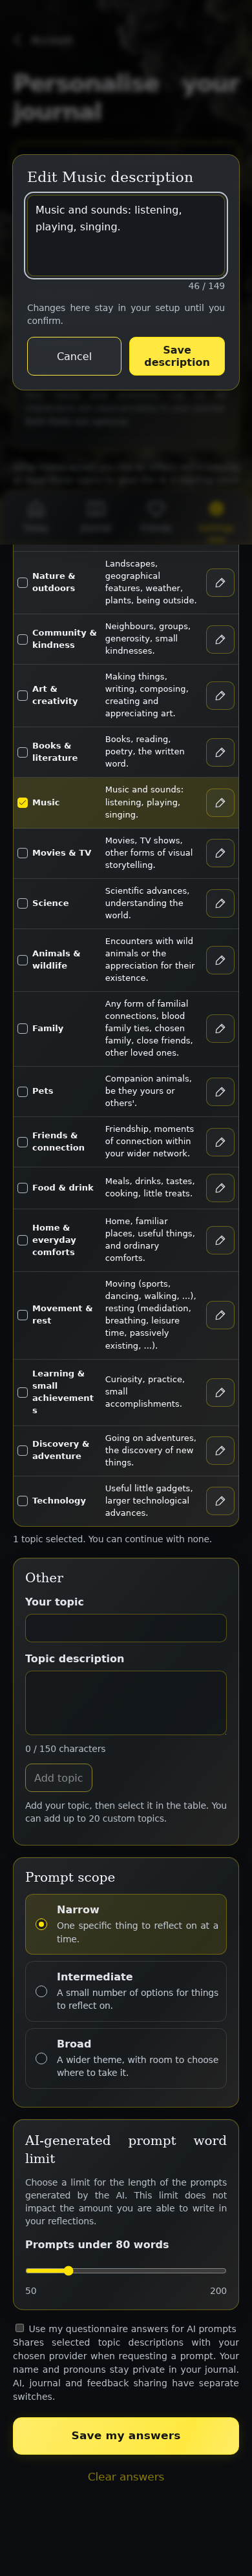 Account
Personalise your
journal
Edit Music description
Music and sounds: listening,
playing, singing.
46 / 149
Changes here stay in your setup until you
confirm.
Cancel
Save
description
Nature &
outdoors
Landscapes,
geographical
features, weather,
plants, being outside.
Community &
kindness
Neighbours, groups,
generosity, small
kindnesses.
Art &
creativity
Making things,
writing, composing,
creating and
appreciating art.
Books &
literature
Books, reading,
poetry, the written
word.
Music
Music and sounds:
listening, playing,
singing.
Movies & TV
Movies, TV shows,
other forms of visual
storytelling.
Science
Scientific advances,
understanding the
world.
Animals &
wildlife
Encounters with wild
animals or the
appreciation for their
existence.
Family
Any form of familial
connections, blood
family ties, chosen
family, close friends,
other loved ones.
Pets
Companion animals,
be they yours or
others'.
Friends &
connection
Friendship, moments
of connection within
your wider network.
Food & drink
Meals, drinks, tastes,
cooking, little treats.
Home &
everyday
comforts
Home, familiar
places, useful things,
and ordinary
comforts.
Movement &
rest
Moving (sports,
dancing, walking, ...),
resting (medidation,
breathing, leisure
time, passively
existing, ...).
Learning &
small
achievement
s
Curiosity, practice,
small
accomplishments.
Discovery &
adventure
Going on adventures,
the discovery of new
things.
Technology
Useful little gadgets,
larger technological
advances.
1 topic selected. You can continue with none.
Other
Your topic
Topic description
0 / 150 characters
Add topic
Add your topic, then select it in the table. You
can add up to 20 custom topics.
Prompt scope
Narrow
One specific thing to reflect on at a
time.
Intermediate
A small number of options for things
to reflect on.
Broad
A wider theme, with room to choose
where to take it.
AI-generated prompt word
limit
Choose a limit for the length of the prompts
generated by the AI. This limit does not
impact the amount you are able to write in
your reflections.
Prompts under 80 words
50
200
Use my questionnaire answers for AI prompts
Shares selected topic descriptions with your
chosen provider when requesting a prompt. Your
name and pronouns stay private in your journal.
AI, journal and feedback sharing have separate
switches.
Save my answers
Clear answers